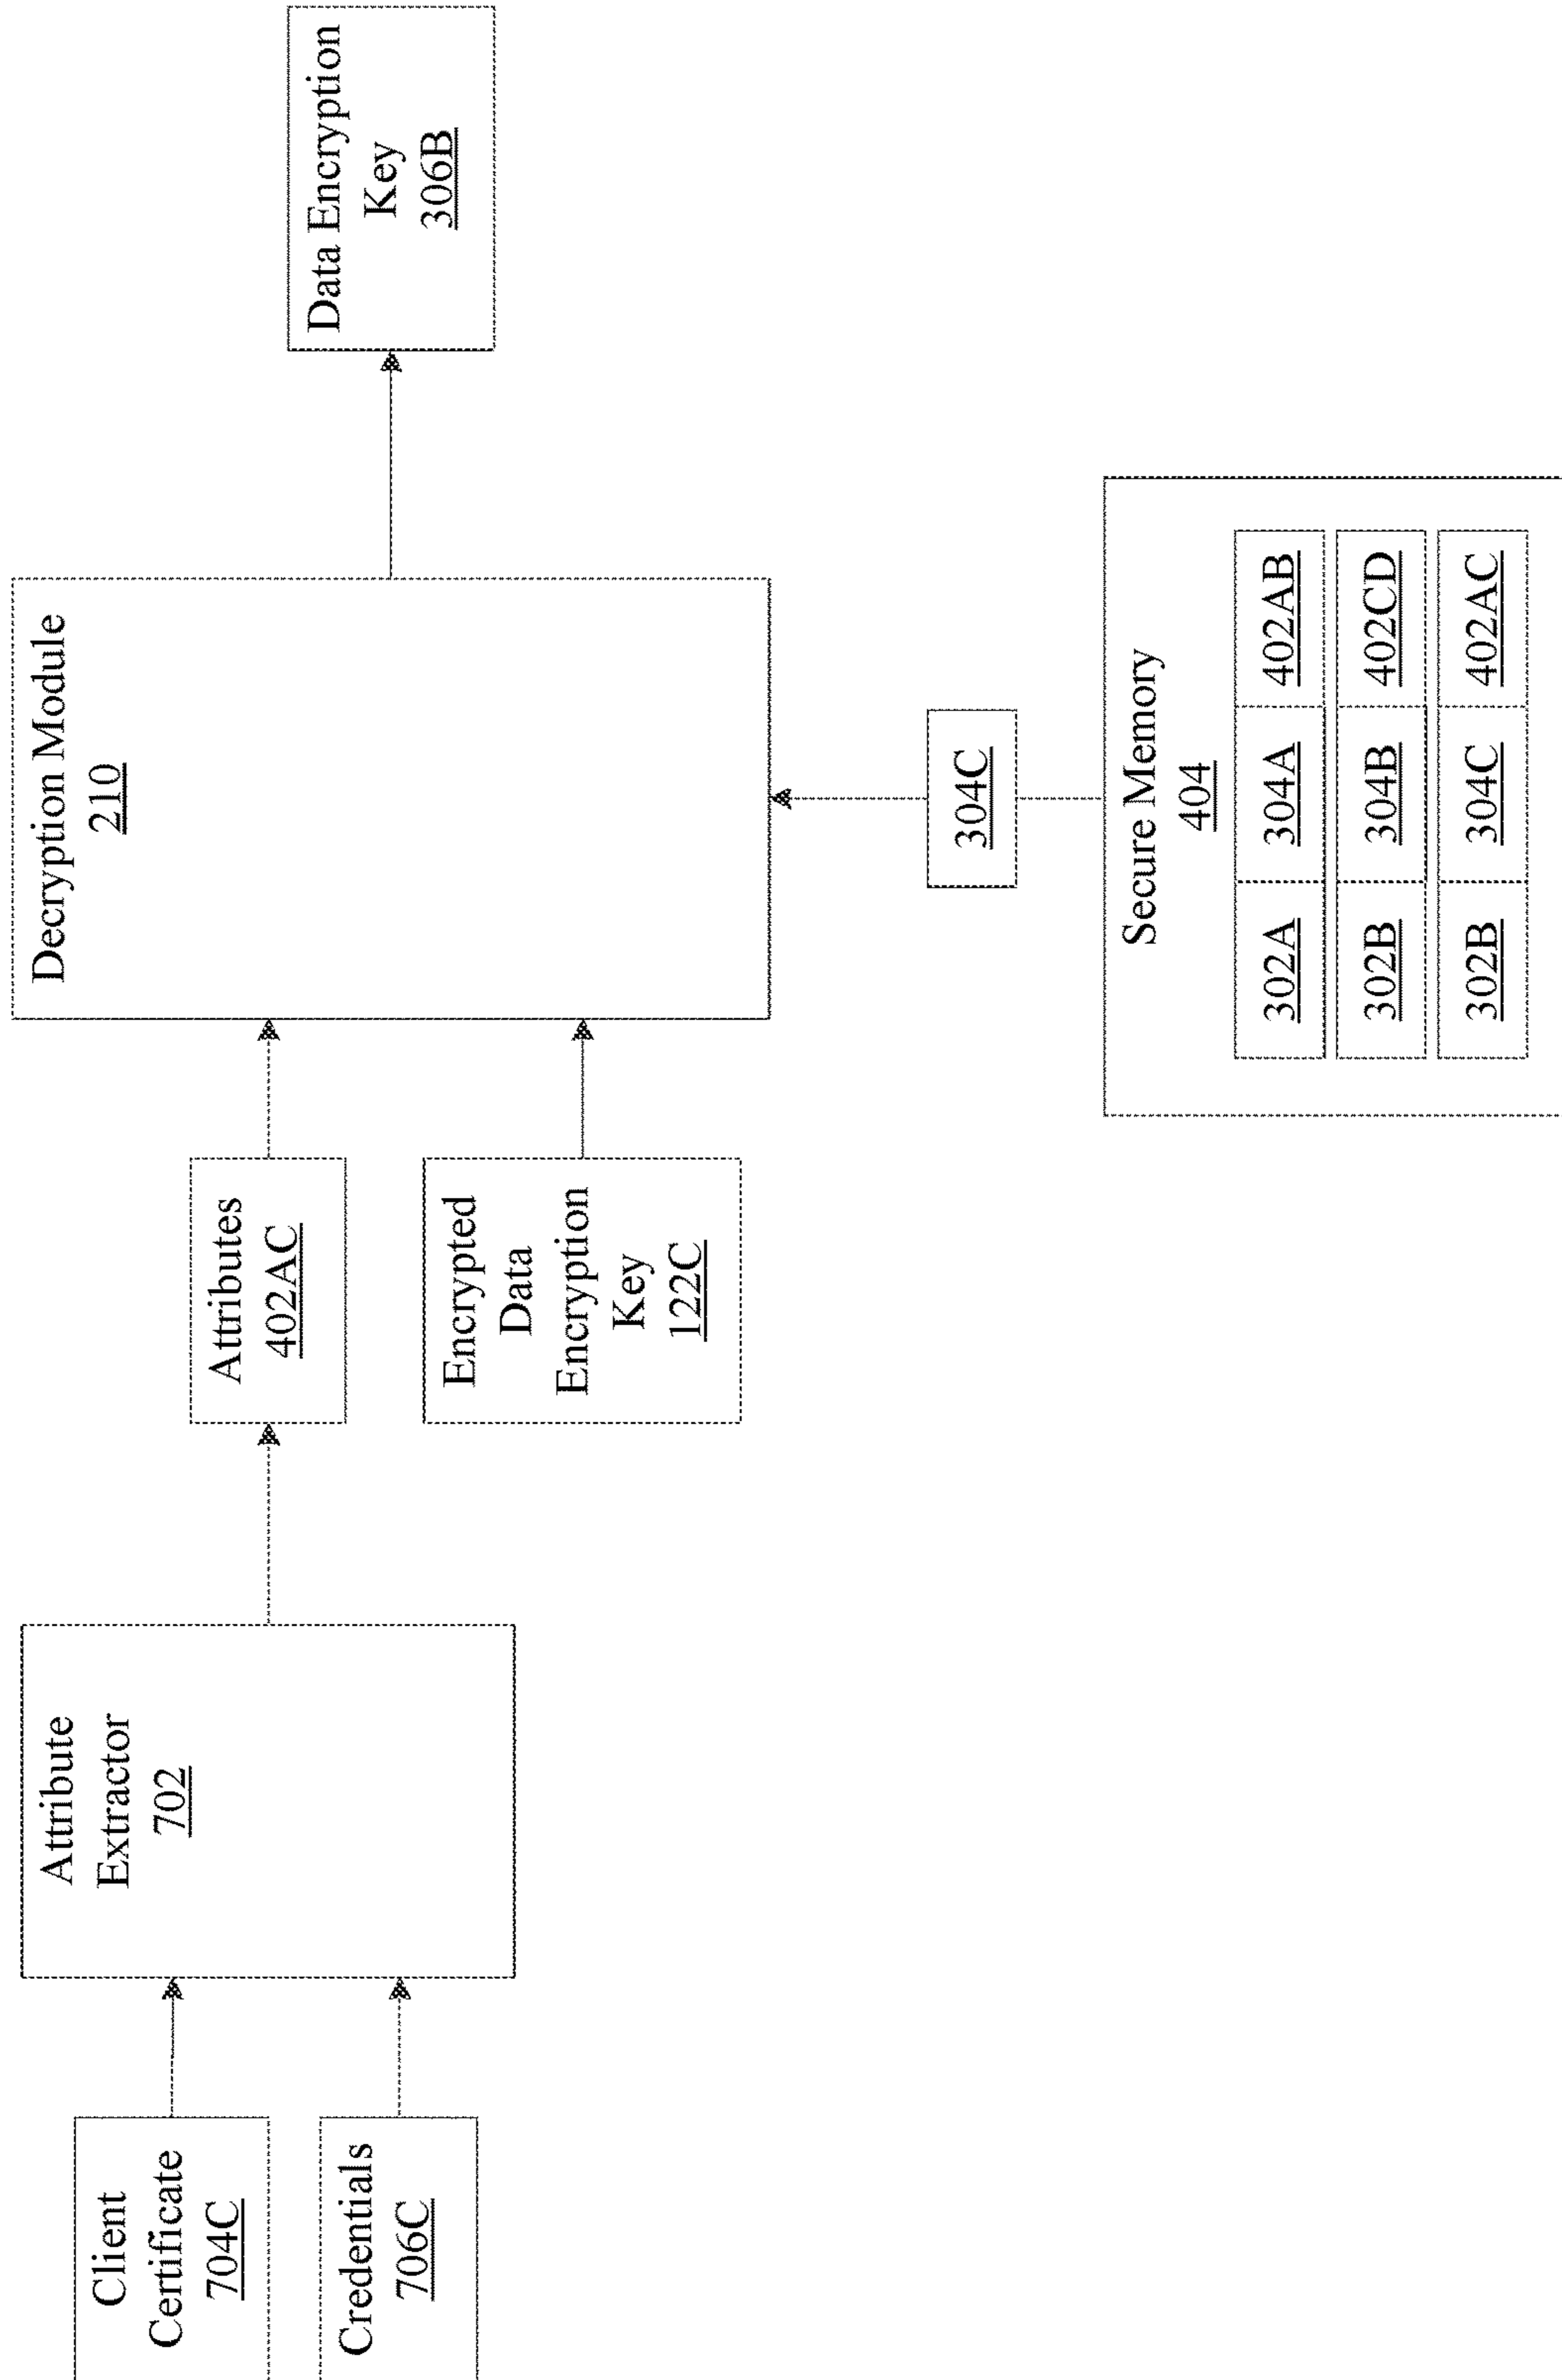 Client
Certificate
704C
Credentials
706C
Attribute
Extractor
702
Attributes
402AC
Encrypted
Data
Encryption
Key
122C
Decryption Module
210
304C
Secure Memory
404
302A 304A 402AB
302B 304B 402CD
302B 304C 402AC
Data Encryption
Key
306B